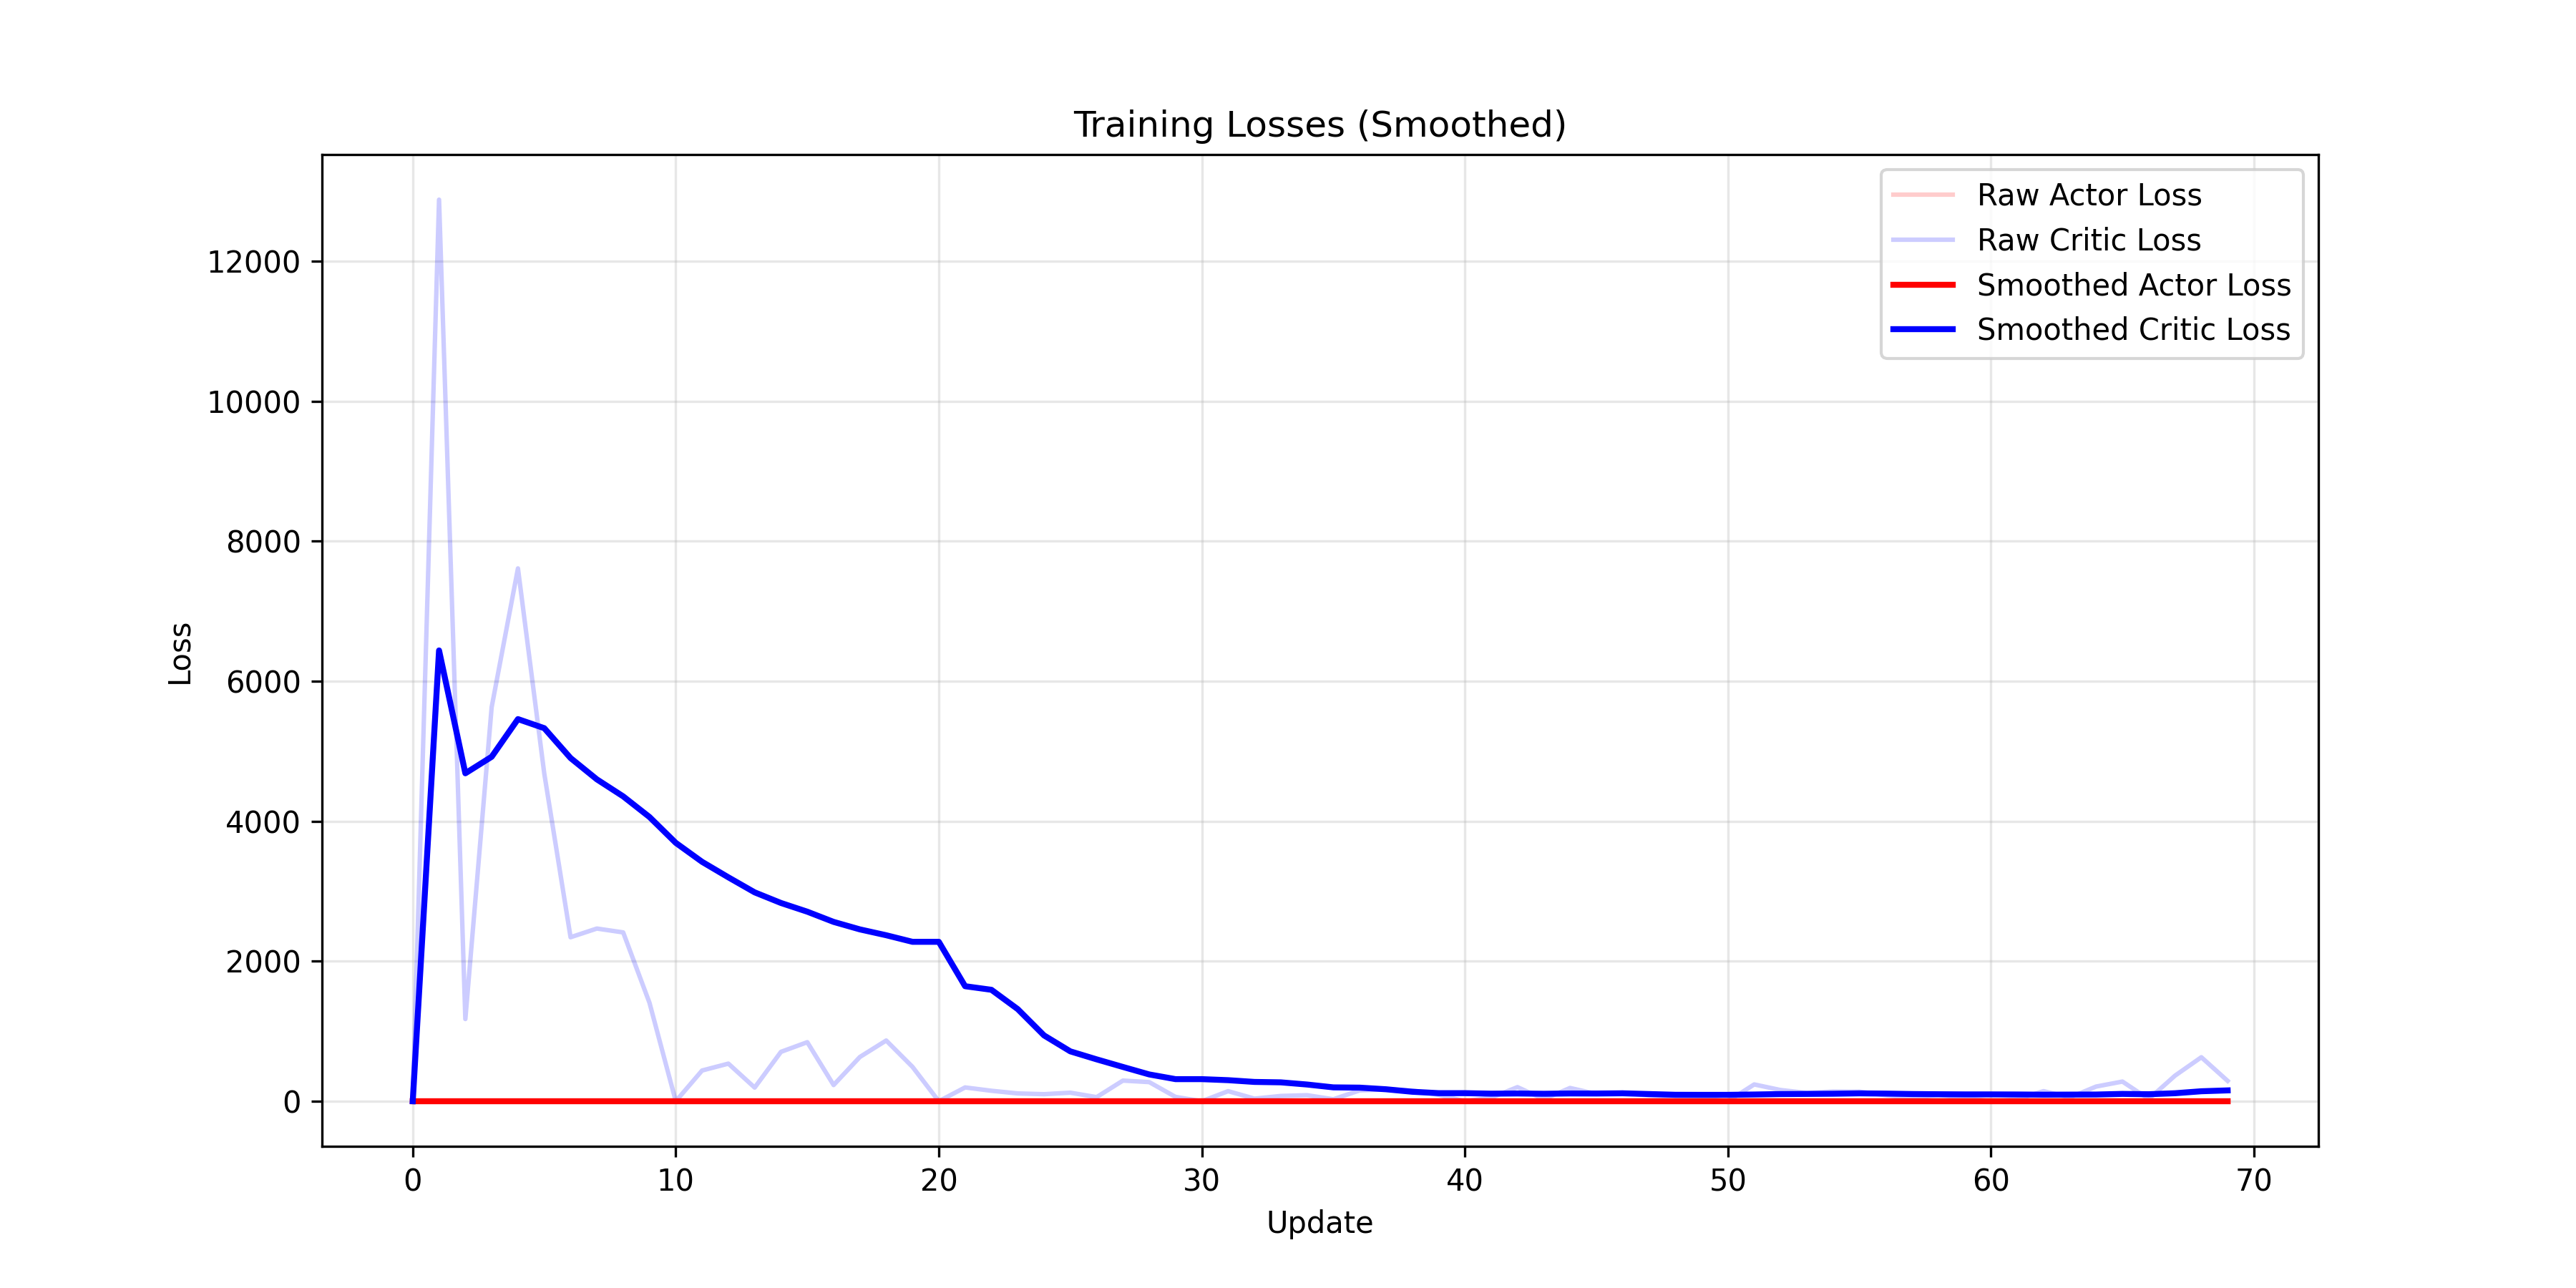 Training Losses (Smoothed)
Raw Actor Loss
Raw Critic Loss
Smoothed Actor Loss
Smoothed Critic Loss
12000
10000
8000
6000
4000
2000
0
Loss
0 10 20 30 40 50 60 70
Update